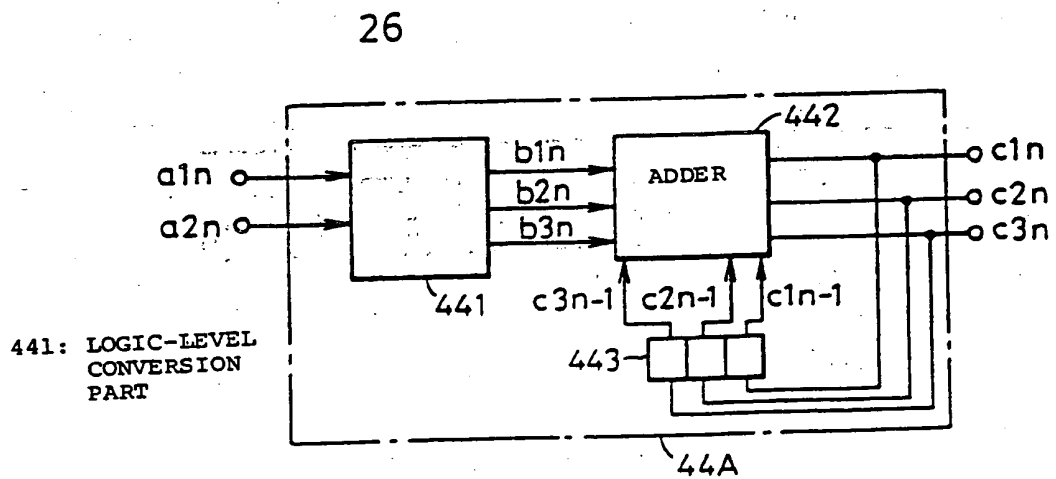 26
442
a1n
b1n
ADDER
c1n
a2n
b2n
c2n
b3n
c3n
441
c3n-1
c2n-1
c1n-1
441: LOGIC-LEVEL
CONVERSION
PART
443
44A